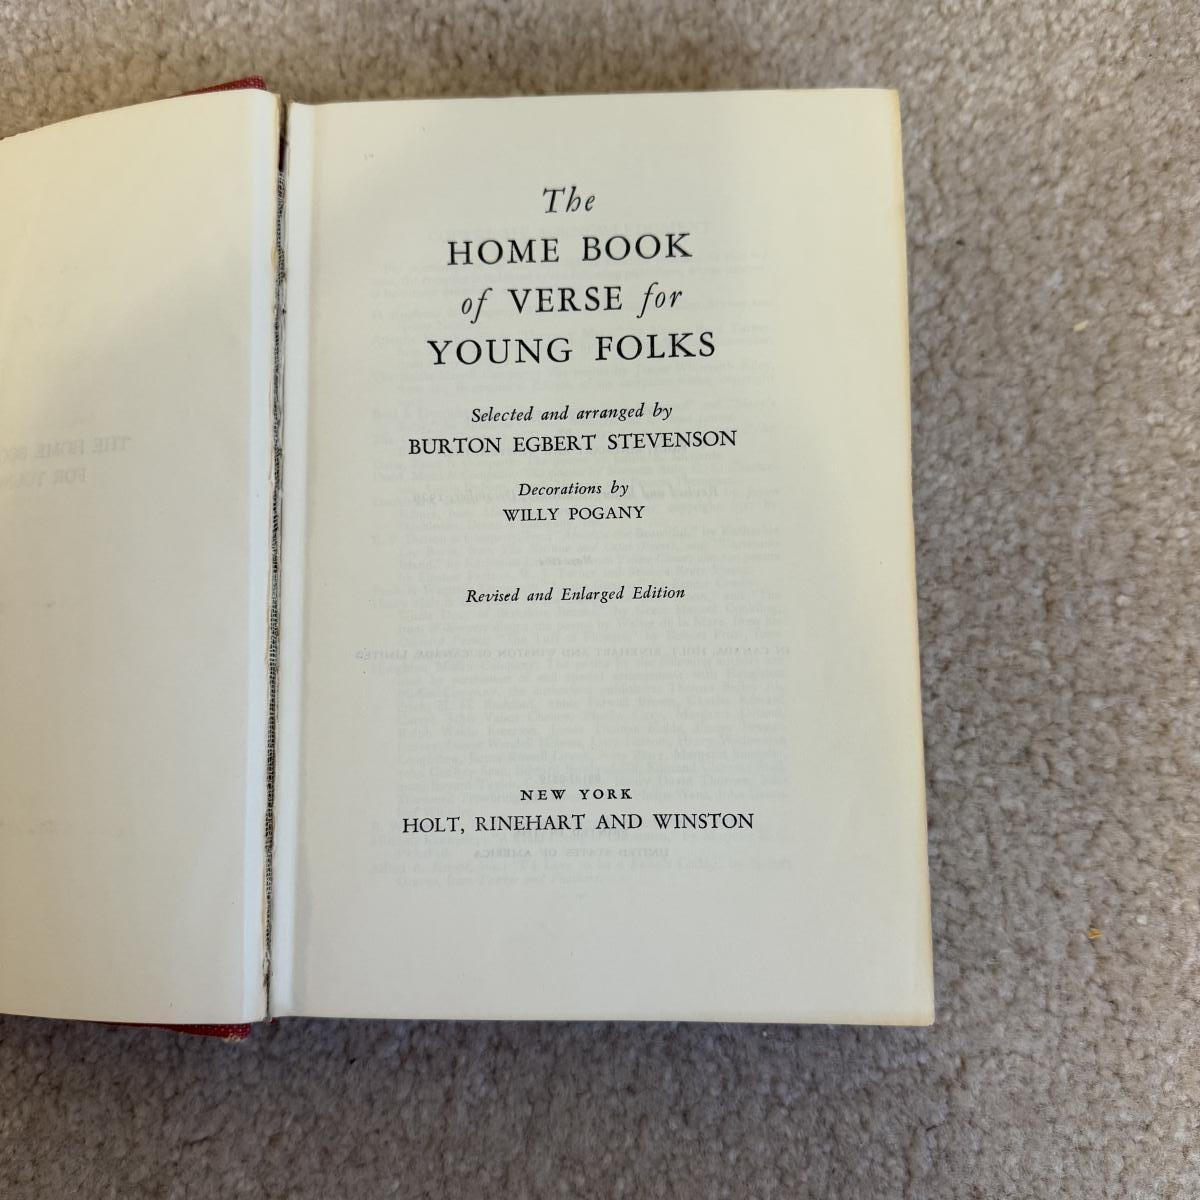 The
HOME BOOK
of VERSE for
YOUNG FOLKS
Selected and arranged by
BURTON EGBERT STEVENSON
Decorations by
WILLY POGANY
Revised and Enlarged Edition
NEW YORK
HOLT, RINEHART AND WINSTON